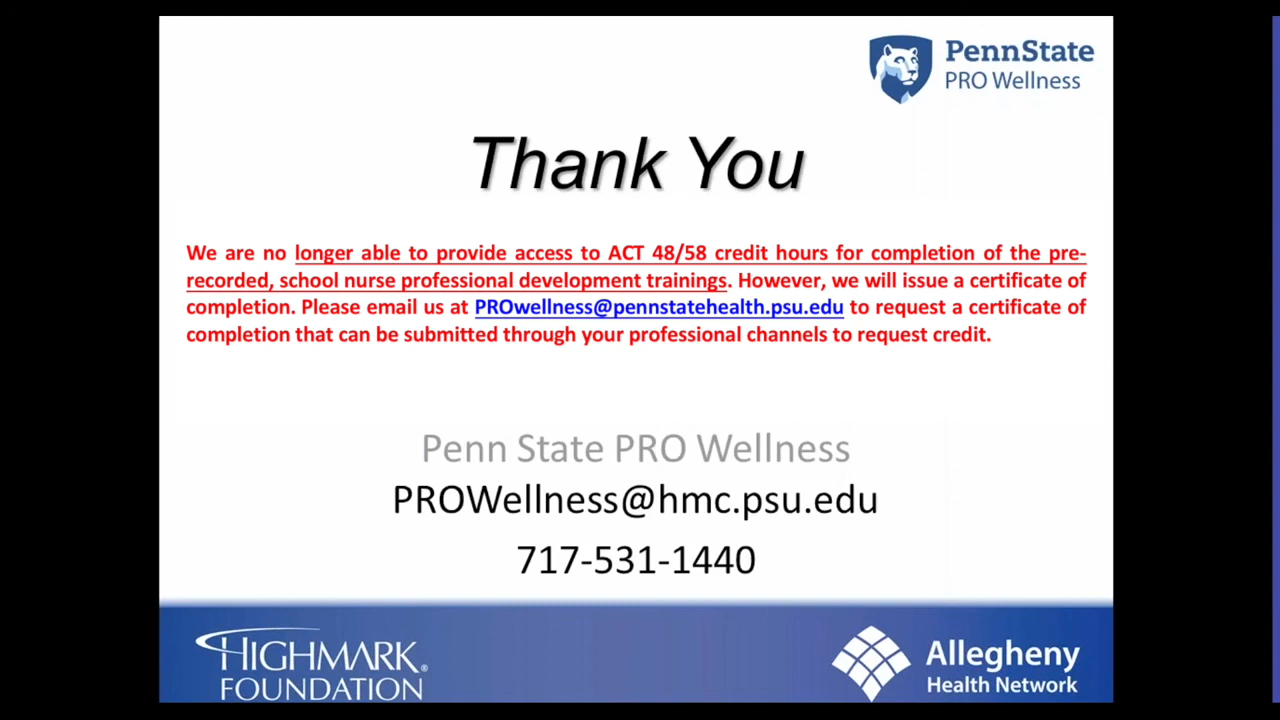 PennState
PRO Wellness
Thank You
We are no longer able to provide access to ACT 48/58 credit hours for completion of the pre-
recorded, school nurse professional development trainings. However, we will issue a certificate of
completion. Please email us at PROwellness@pennstatehealth.psu.edu to request a certificate of
completion that can be submitted through your professional channels to request credit.
Penn State PRO Wellness
PROWellness@hmc.psu.edu
717-531-1440
HIGHMARK®
FOUNDATION
Allegheny
Health Network